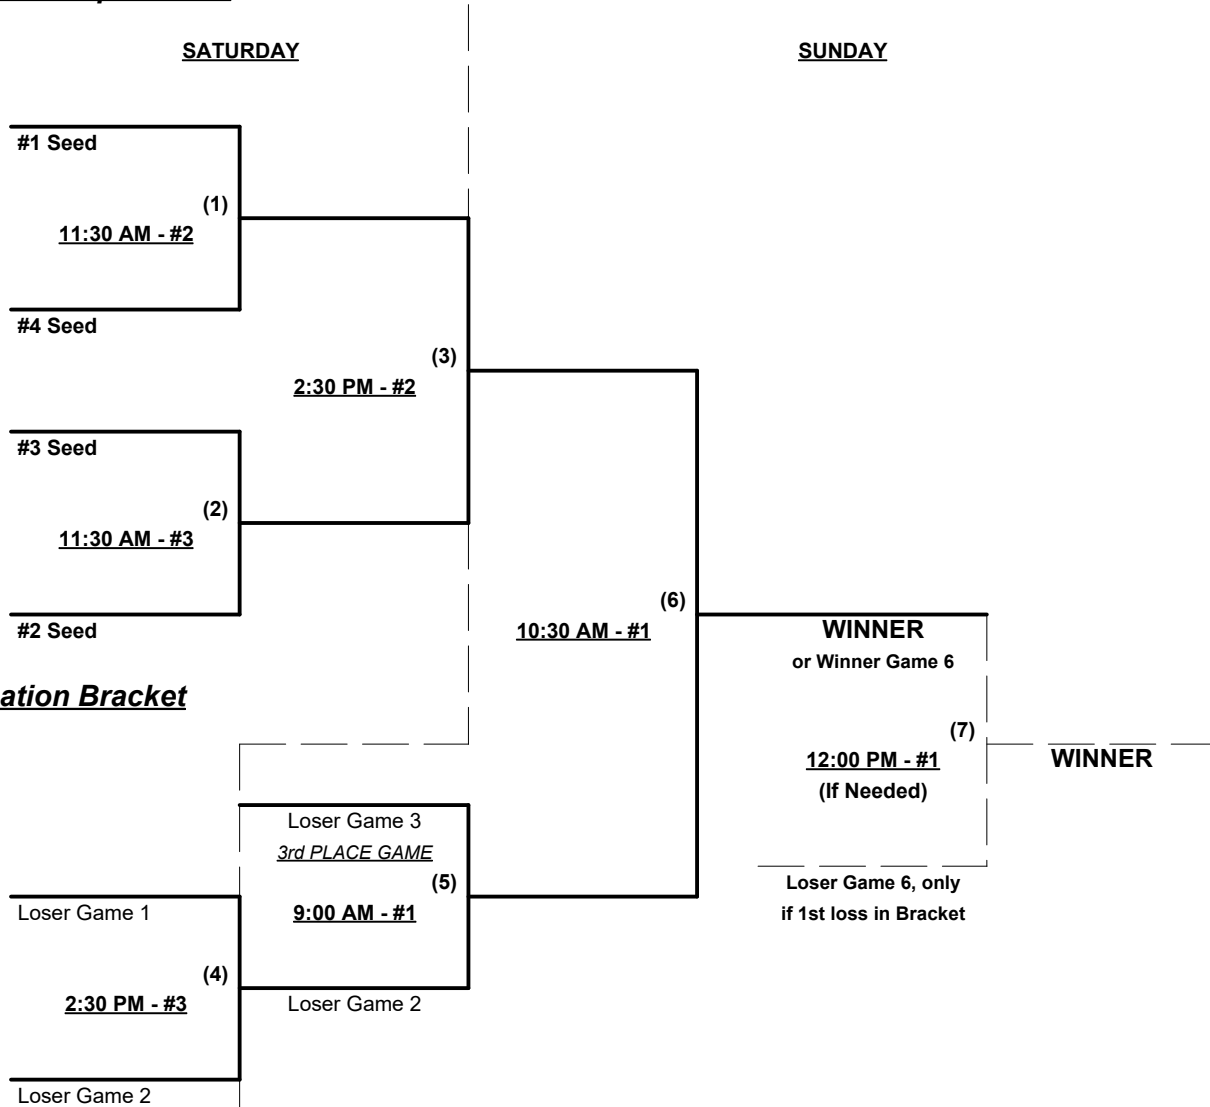 SATURDAY
SUNDAY
#1 Seed
(1)
11:30 AM - #2
#4 Seed
(3)
2:30 PM - #2
#3 Seed
(2)
11:30 AM - #3
#2 Seed
(6)
10:30 AM - #1
WINNER
or Winner Game 6
ation Bracket
(7)
12:00 PM - #1
(If Needed)
WINNER
Loser Game 3
3rd PLACE GAME
(5)
9:00 AM - #1
Loser Game 6, only
if 1st loss in Bracket
Loser Game 1
(4)
2:30 PM - #3
Loser Game 2
Loser Game 2